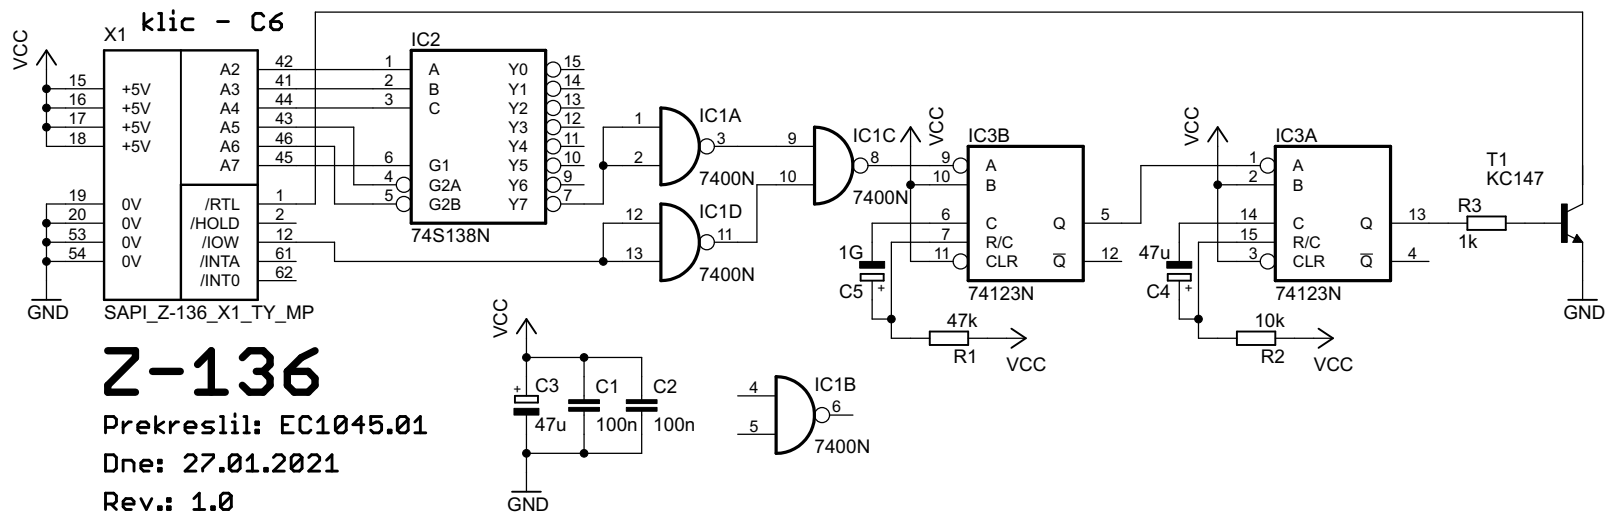 klic - C6
X1
VCC
15 +5V
16 +5V
17 +5V
18 +5V
19 0V
20 0V
53 0V
54 0V
GND
A2 42
A3 41
A4 44
A5 43
A6 46
A7 45
/RTL 1
/HOLD 2
/IOW 12
/INTA 61
/INT0 62
SAPI_Z-136_X1_TY_MP
IC2
1 A
2 B
3 C
6 G1
4 G2A
5 G2B
Y0 15
Y1 14
Y2 13
Y3 12
Y4 11
Y5 10
Y6 9
Y7 7
74S138N
IC1A
1
2
3
7400N
IC1D
12
13
11
7400N
IC1C
9
10
8
7400N
VCC
IC3B
9 A
10 B
6 C
7 R/C
11 CLR
Q 5
Q 12
74123N
1G
C5
+
47k
R1
VCC
VCC
IC3A
1 A
2 B
14 C
15 R/C
3 CLR
Q 13
Q 4
74123N
47u
C4
+
10k
R2
VCC
R3
1k
T1
KC147
GND
VCC
+
C3
47u
C1
100n
C2
100n
GND
IC1B
4
5
6
7400N
Z-136
Prekreslil: EC1045.01
Dne: 27.01.2021
Rev.: 1.0